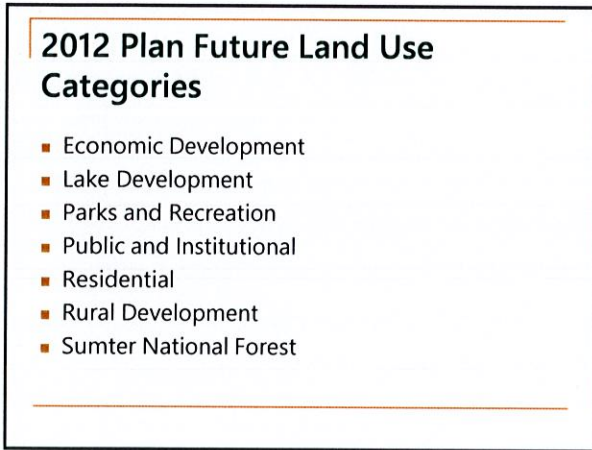 2012 Plan Future Land Use
Categories
Economic Development
Lake Development
Parks and Recreation
Public and Institutional
Residential
Rural Development
Sumter National Forest